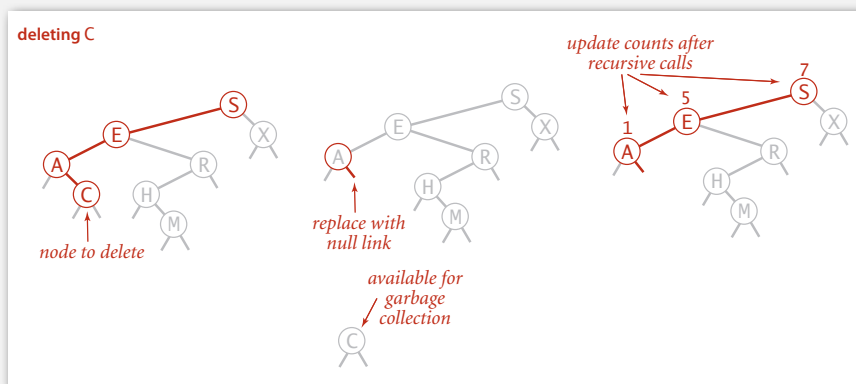 deleting C
S
E
X
A
R
C
H
M
node to delete
S
E
X
A
R
H
M
replace with
null link
available for
garbage
collection
C
update counts after
recursive calls
7
S
5
E
X
1
A
R
H
M